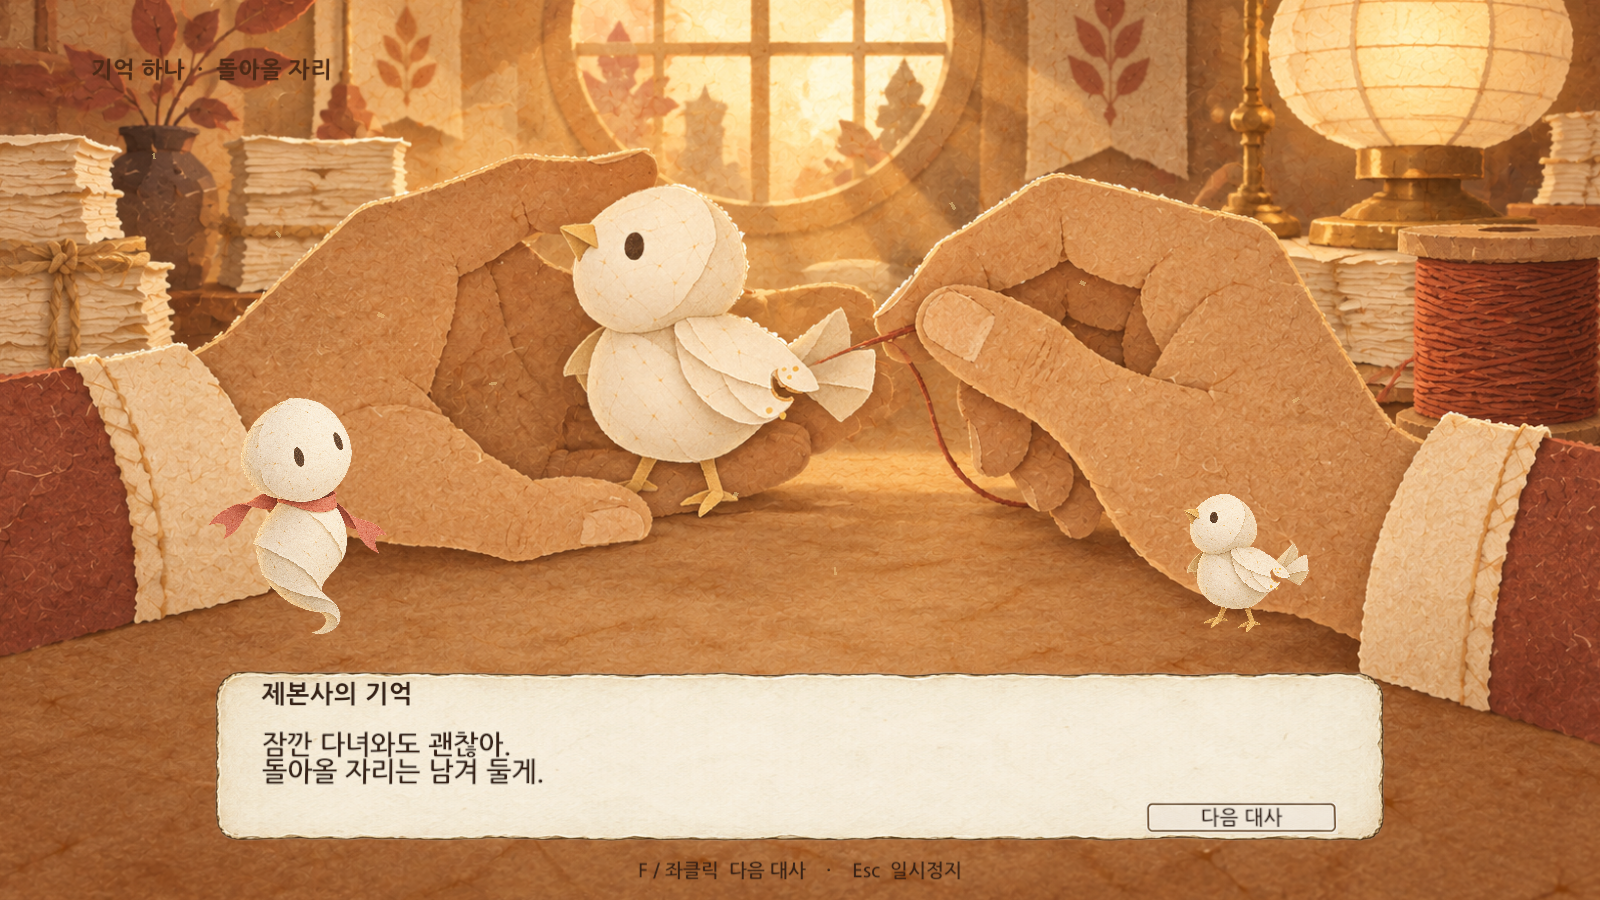 기억 하나 · 돌아올 자리
제본사의 기억
잠깐 다녀와도 괜찮아.
돌아올 자리는 남겨 둘게.
다음 대사
F / 좌클릭 다음 대사 · Esc 일시정지